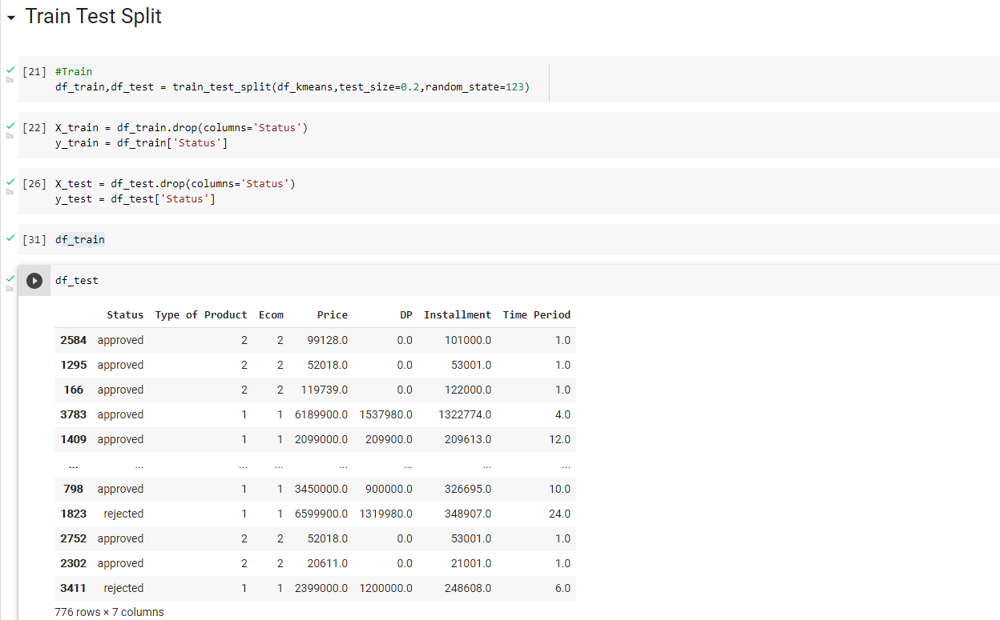 Train Test Split
[21] #Train
df_train,df_test = train_test_split(df_kmeans,test_size=0.2,random_state=123)
0s
[22] X_train = df_train.drop(columns='Status')
0s
y_train = df_train['Status']
[26] X_test = df_test.drop(columns='Status')
0s
y_test = df_test['Status']
[31] df_train
df_test
0s
Status Type of Product Ecom Price DP Installment Time Period
2584 approved 2 2 99128.0 0.0 101000.0 1.0
1295 approved 2 2 52018.0 0.0 53001.0 1.0
166 approved 2 2 119739.0 0.0 122000.0 1.0
3783 approved 1 1 6189900.0 1537980.0 1322774.0 4.0
1409 approved 1 1 2099000.0 209900.0 209613.0 12.0
... ... ... ... ... ... ... ...
798 approved 1 1 3450000.0 900000.0 326695.0 10.0
1823 rejected 1 1 6599900.0 1319980.0 348907.0 24.0
2752 approved 2 2 52018.0 0.0 53001.0 1.0
2302 approved 2 2 20611.0 0.0 21001.0 1.0
3411 rejected 1 1 2399000.0 1200000.0 248608.0 6.0
776 rows × 7 columns